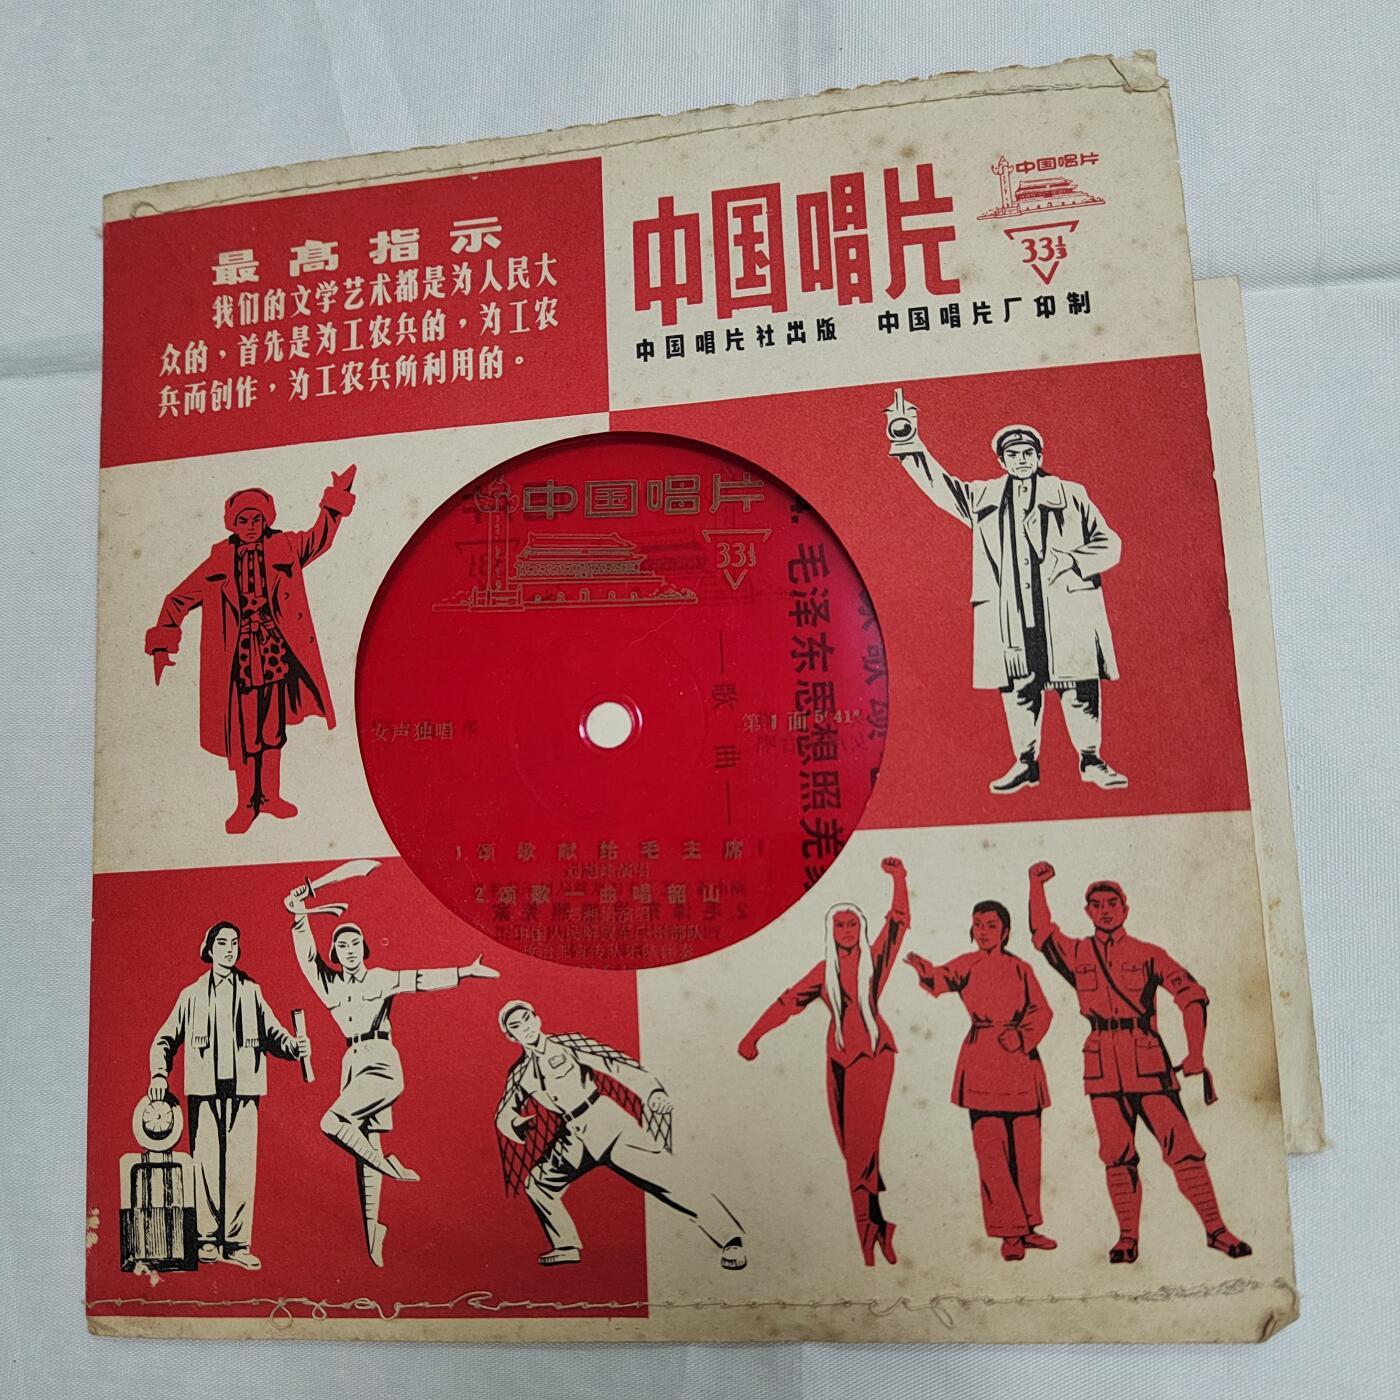 最高指示
我们的文学艺术都是为人民大
众的，首先是为工农兵的，为工农
兵而创作，为工农兵所利用的。
中国唱片
中国唱片
33⅓
中国唱片社出版 中国唱片厂印制
中国唱片
33⅓
毛泽东思想照
歌曲
女声独唱
第1面 5′41″
1.颂歌献给毛主席
演唱
2.颂歌一曲唱韶山